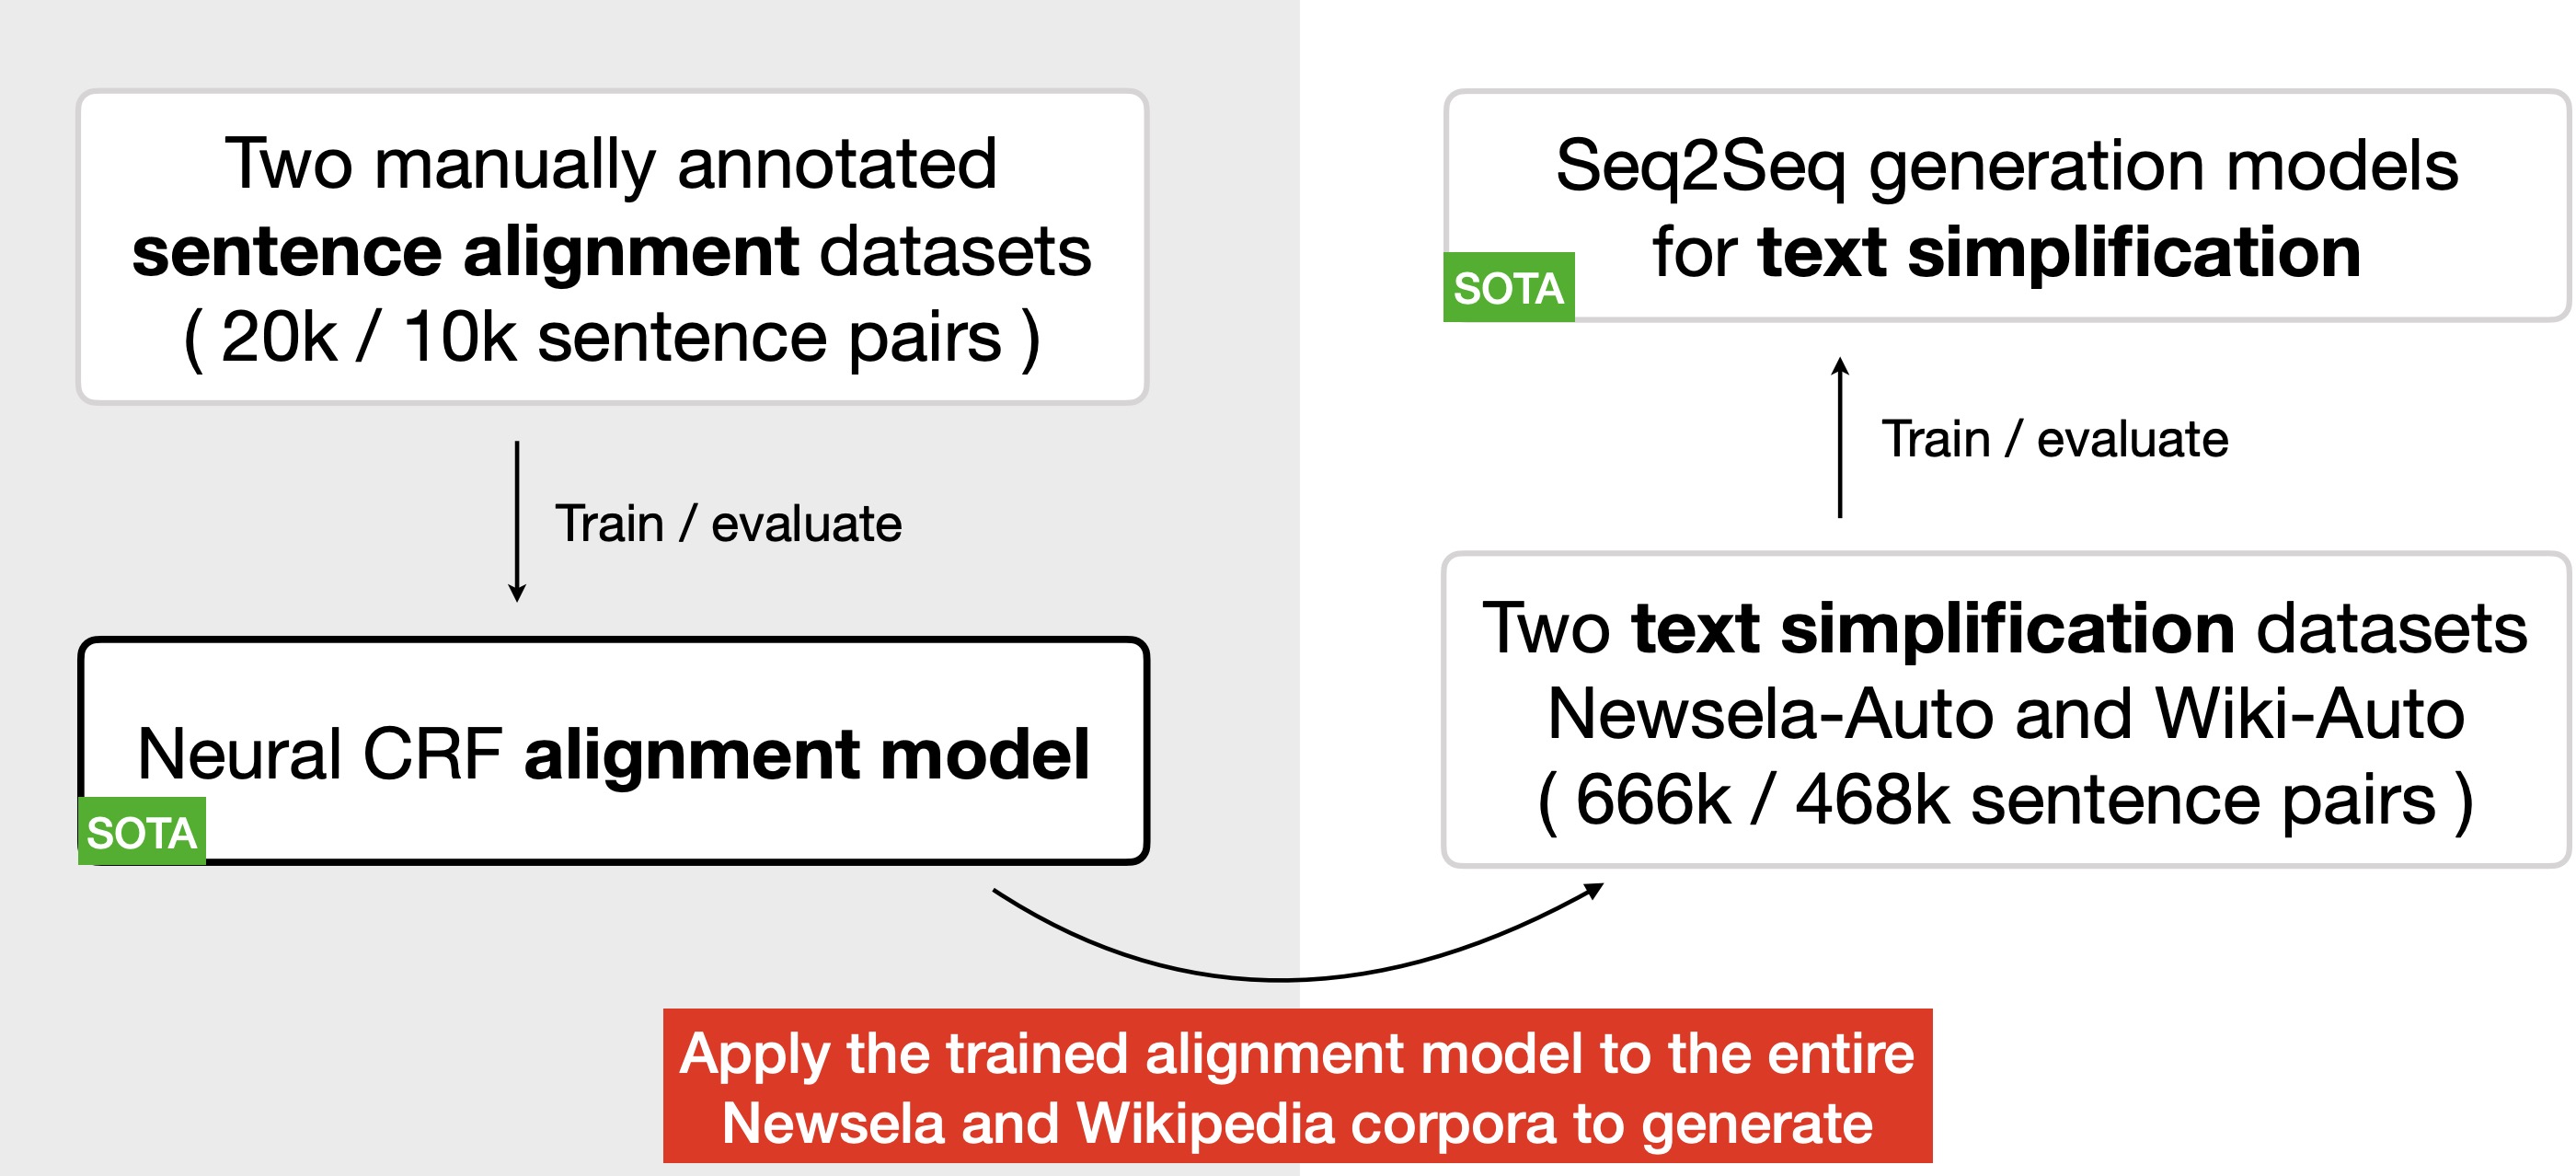 Two manually annotated
sentence alignment datasets
( 20k / 10k sentence pairs )
Train / evaluate
Neural CRF alignment model
SOTA
Apply the trained alignment model to the entire
Newsela and Wikipedia corpora to generate
Two text simplification datasets
Newsela-Auto and Wiki-Auto
( 666k / 468k sentence pairs )
Train / evaluate
Seq2Seq generation models
for text simplification
SOTA